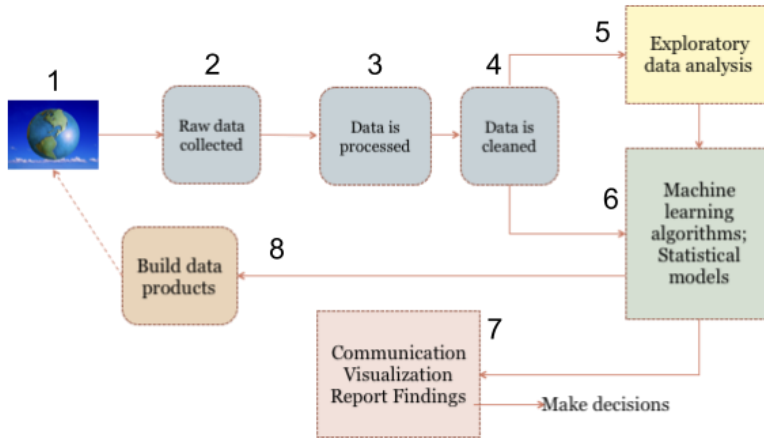 1
2
Raw data
collected
3
Data is
processed
4
Data is
cleaned
5
Exploratory
data analysis
6
Machine
learning
algorithms;
Statistical
models
7
Communication
Visualization
Report Findings
Make decisions
8
Build data
products